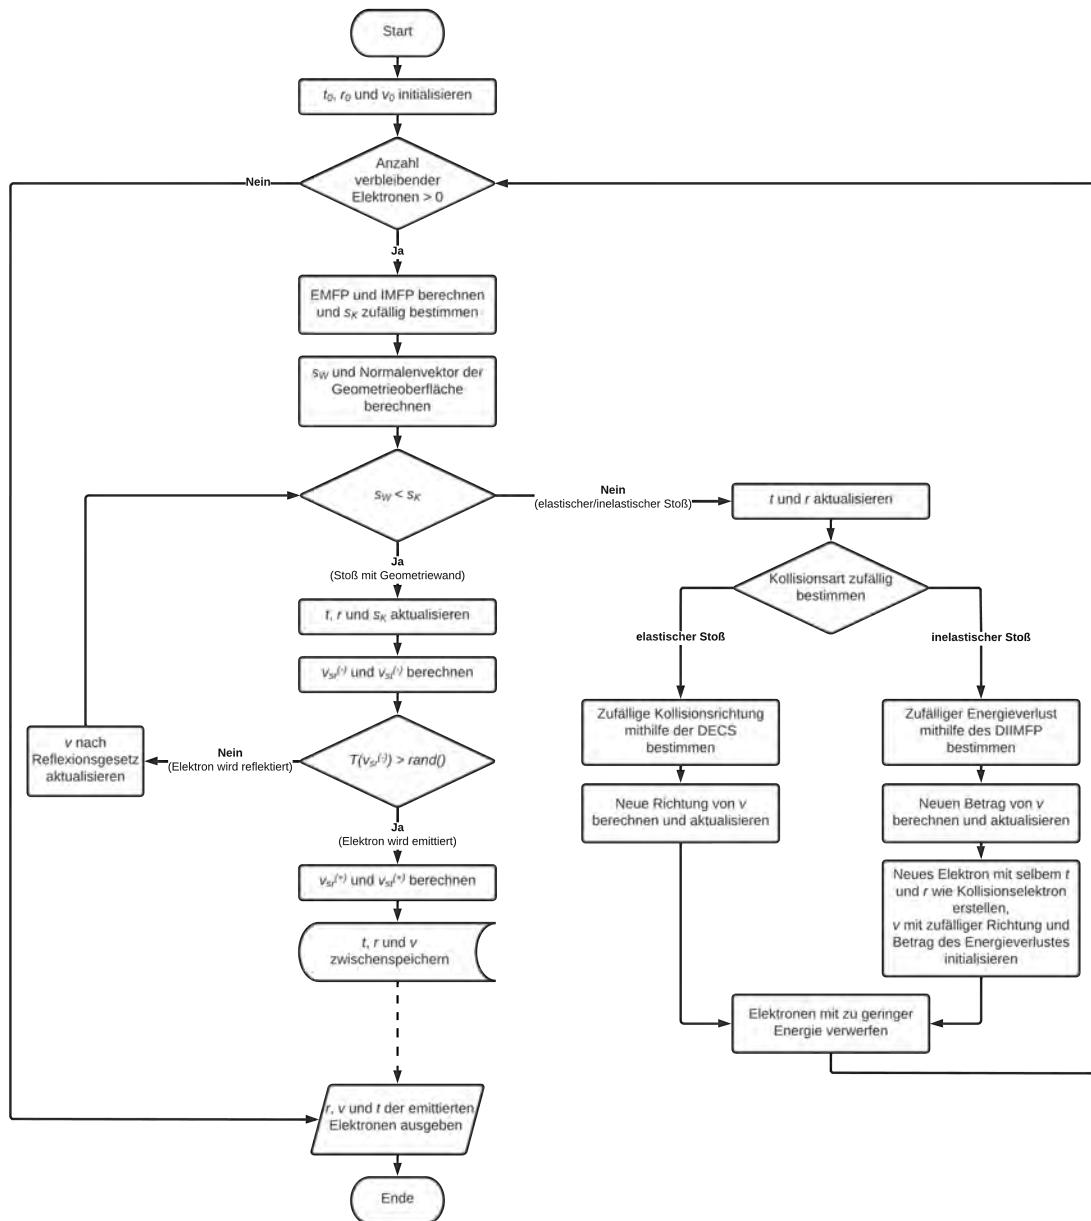 Start
t0, r0 und v0 initialisieren
Anzahl
verbleibender
Elektronen > 0
Nein
Ja
EMFP und IMFP berechnen
und sK zufällig bestimmen
sW und Normalenvektor der
Geometrieoberfläche
berechnen
sW < sK
Nein
(elastischer/inelastischer Stoß)
t und r aktualisieren
Ja
(Stoß mit Geometriewand)
Kollisionsart zufällig
bestimmen
t, r und sK aktualisieren
elastischer Stoß
inelastischer Stoß
vsr(-) und vst(-) berechnen
Zufällige Kollisionsrichtung
mithilfe der DECS
bestimmen
Zufälliger Energieverlust
mithilfe des DIIMFP
bestimmen
v nach
Reflexionsgesetz
aktualisieren
Nein
(Elektron wird reflektiert)
T(vsr(-)) > rand()
Neue Richtung von v
berechnen und aktualisieren
Neuen Betrag von v
berechnen und aktualisieren
Ja
(Elektron wird emittiert)
vsr(+) und vsr(+) berechnen
Neues Elektron mit selbem t
und r wie Kollisionselektron
erstellen,
v mit zufälliger Richtung und
Betrag des Energieverlustes
initialisieren
t, r und v
zwischenspeichern
Elektronen mit zu geringer
Energie verwerfen
r, v und t der emittierten
Elektronen ausgeben
Ende